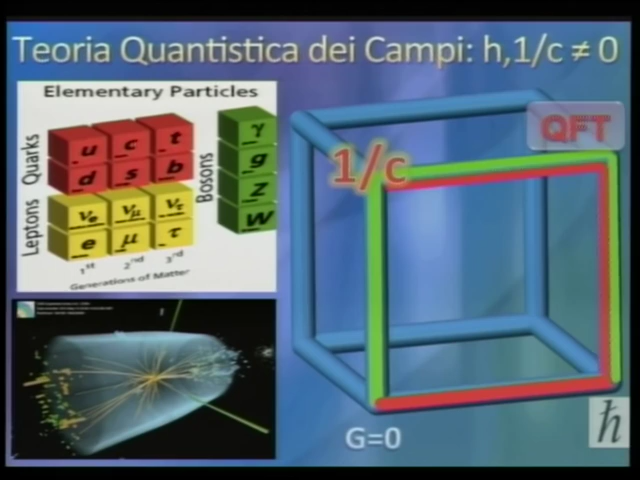 Teoria Quantistica dei Campi: h,1/c ≠ 0
Elementary Particles
Quarks
u c t
d s b
Leptons
νe νμ ντ
e μ τ
Bosons
γ
g
Z
W
1st 2nd 3rd
Generations of Matter
QFT
1/c
G=0
ħ